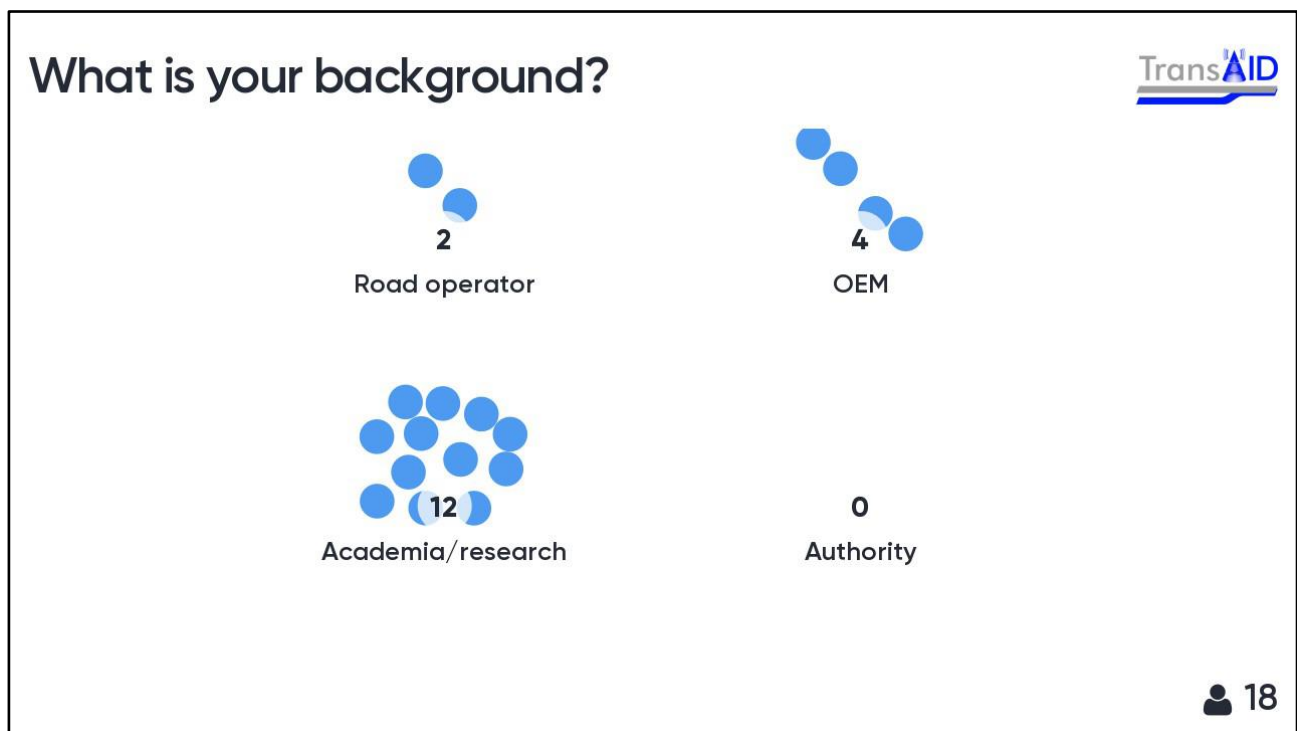 What is your background?
TransAID
2
Road operator
4
OEM
12
Academia/research
0
Authority
18